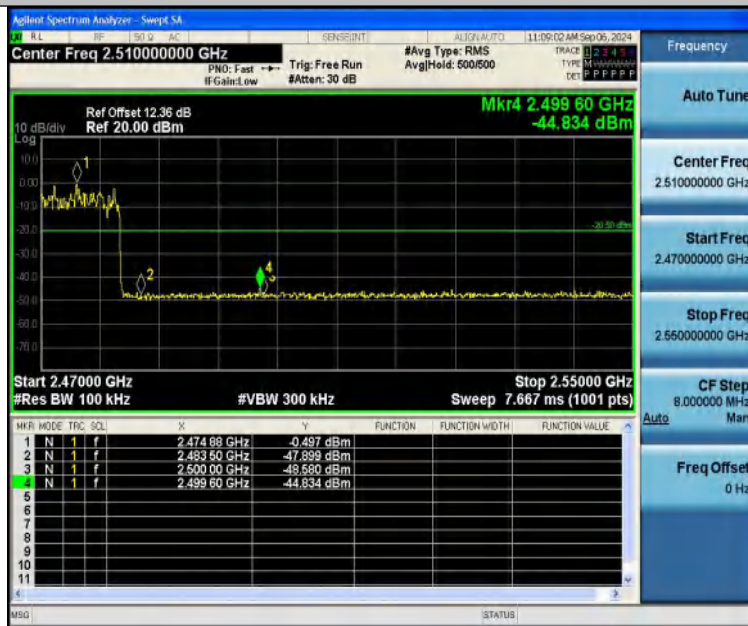 Agilent Spectrum Analyzer - Swept SA
LXI RL RF 50 Ω AC SENSE:INT ALIGN AUTO 11:09:02 AM Sep 06, 2024
Center Freq 2.510000000 GHz
PNO: Fast
IFGain:Low
Trig: Free Run
#Atten: 30 dB
#Avg Type: RMS
Avg|Hold: 500/500
TRACE 1 2 3 4 5 6
TYPE M W W W W W
DET P P P P P P
Ref Offset 12.36 dB
10 dB/div Ref 20.00 dBm
Log
Mkr4 2.499 60 GHz
-44.834 dBm
10.0
0.00
-10.0
-20.0
-30.0
-40.0
-50.0
-60.0
-70.0
1
2
4
3
-20.50 dBm
Start 2.47000 GHz Stop 2.55000 GHz
#Res BW 100 kHz #VBW 300 kHz Sweep 7.667 ms (1001 pts)
MKR MODE TRC SCL X Y FUNCTION FUNCTION WIDTH FUNCTION VALUE
1 N 1 f 2.474 88 GHz -0.497 dBm
2 N 1 f 2.483 50 GHz -47.899 dBm
3 N 1 f 2.500 00 GHz -48.580 dBm
4 N 1 f 2.499 60 GHz -44.834 dBm
5
6
7
8
9
10
11
MSG STATUS
Frequency
Auto Tune
Center Freq
2.510000000 GHz
Start Freq
2.470000000 GHz
Stop Freq
2.550000000 GHz
CF Step
8.000000 MHz
Auto Man
Freq Offset
0 Hz